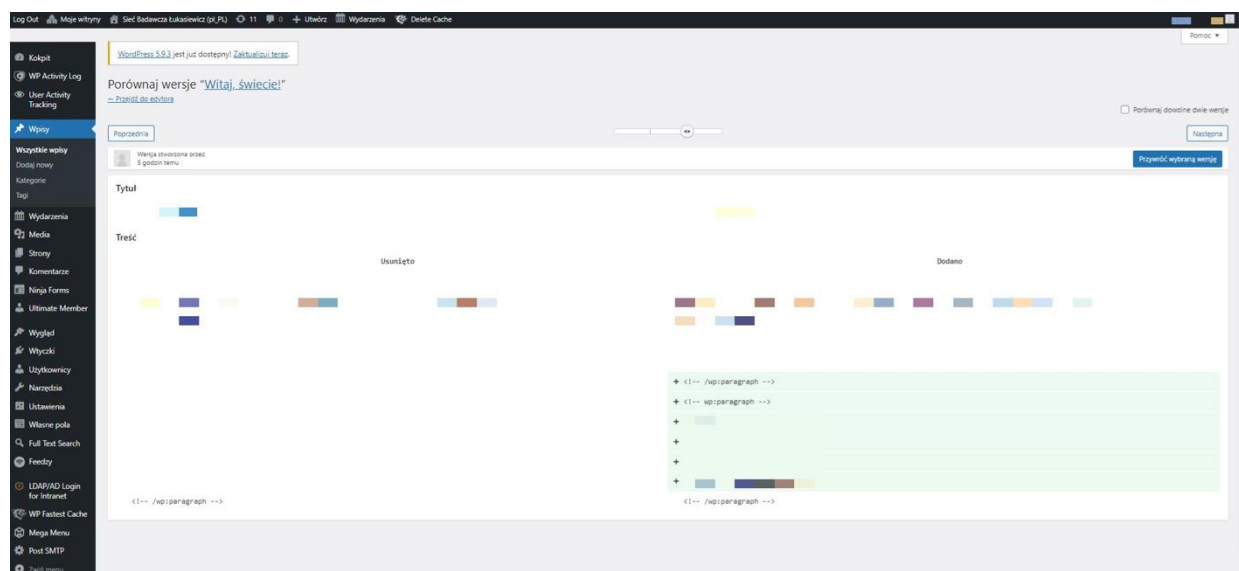 Log Out Moje witryny Sieć Badawcza Łukasiewicz (pl_PL) 11 0 Utwórz Wydarzenia Delete Cache
Pomoc
WordPress 5.9.3 jest już dostępny! Zaktualizuj teraz.
Porównaj wersje “Witaj, świecie!”
← Przejdź do edytora
Porównaj dowolne dwie wersje
Poprzednia
Następna
Wersja stworzona przez
5 godzin temu
Przywróć wybraną wersję
Tytuł
Treść
Usunięto Dodano
+ <!-- /wp:paragraph -->
+ <!-- wp:paragraph -->
+
+
+
+
<!-- /wp:paragraph --> <!-- /wp:paragraph -->
Kokpit
WP Activity Log
User Activity
Tracking
Wpisy
Wszystkie wpisy
Dodaj nowy
Kategorie
Tagi
Wydarzenia
Media
Strony
Komentarze
Ninja Forms
Ultimate Member
Wygląd
Wtyczki
Użytkownicy
Narzędzia
Ustawienia
Własne pola
Full Text Search
Feedzy
LDAP/AD Login
for Intranet
WP Fastest Cache
Mega Menu
Post SMTP
Zwiń menu